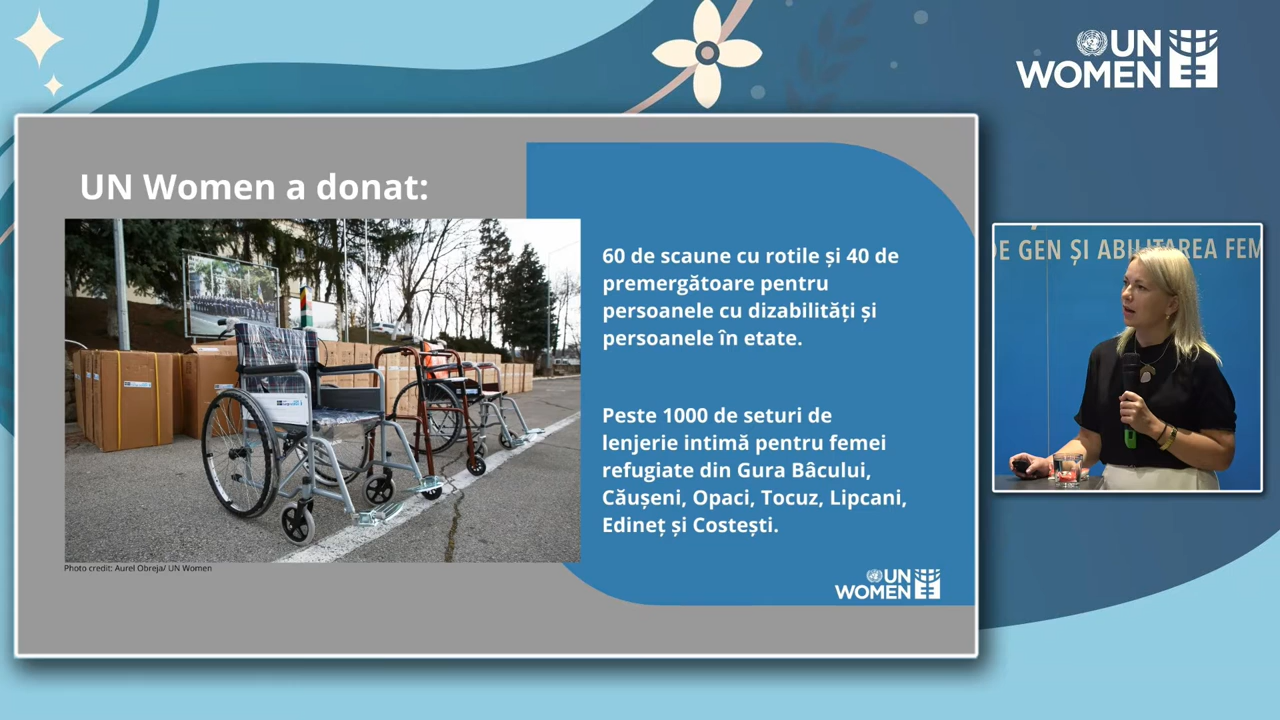 UN
WOMEN
UN Women a donat:
60 de scaune cu rotile și 40 de
premergătoare pentru
persoanele cu dizabilități și
persoanele în etate.
Peste 1000 de seturi de
lenjerie intimă pentru femei
refugiate din Gura Bâcului,
Căușeni, Opaci, Tocuz, Lipcani,
Edineț și Costești.
Photo credit: Aurel Obreja/ UN Women
UN
WOMEN
DE GEN ȘI ABILITAREA FEM